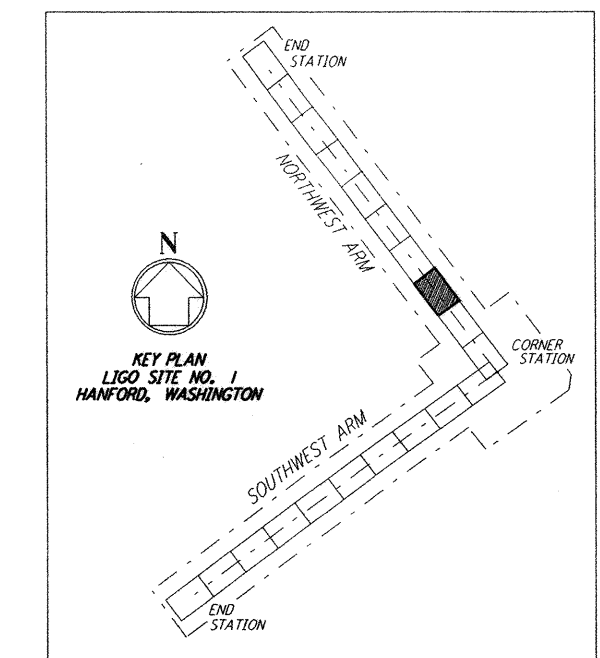 END
STATION
NORTHWEST ARM
N
KEY PLAN
LIGO SITE NO. 1
HANFORD, WASHINGTON
CORNER
STATION
SOUTHWEST ARM
END
STATION